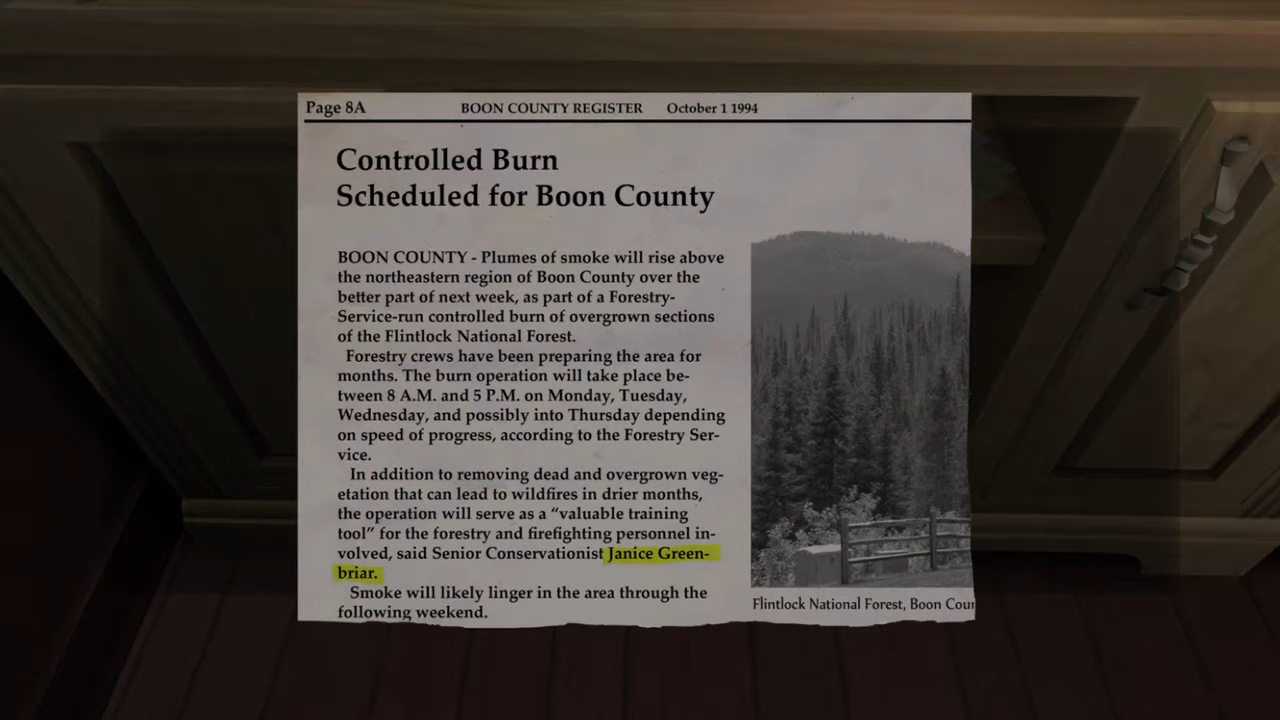 Page 8A BOON COUNTY REGISTER October 1 1994
Controlled Burn
Scheduled for Boon County
BOON COUNTY - Plumes of smoke will rise above
the northeastern region of Boon County over the
better part of next week, as part of a Forestry-
Service-run controlled burn of overgrown sections
of the Flintlock National Forest.
Forestry crews have been preparing the area for
months. The burn operation will take place be-
tween 8 A.M. and 5 P.M. on Monday, Tuesday,
Wednesday, and possibly into Thursday depending
on speed of progress, according to the Forestry Ser-
vice.
In addition to removing dead and overgrown veg-
etation that can lead to wildfires in drier months,
the operation will serve as a “valuable training
tool” for the forestry and firefighting personnel in-
volved, said Senior Conservationist Janice Green-
briar.
Smoke will likely linger in the area through the
following weekend.
Flintlock National Forest, Boon Cour